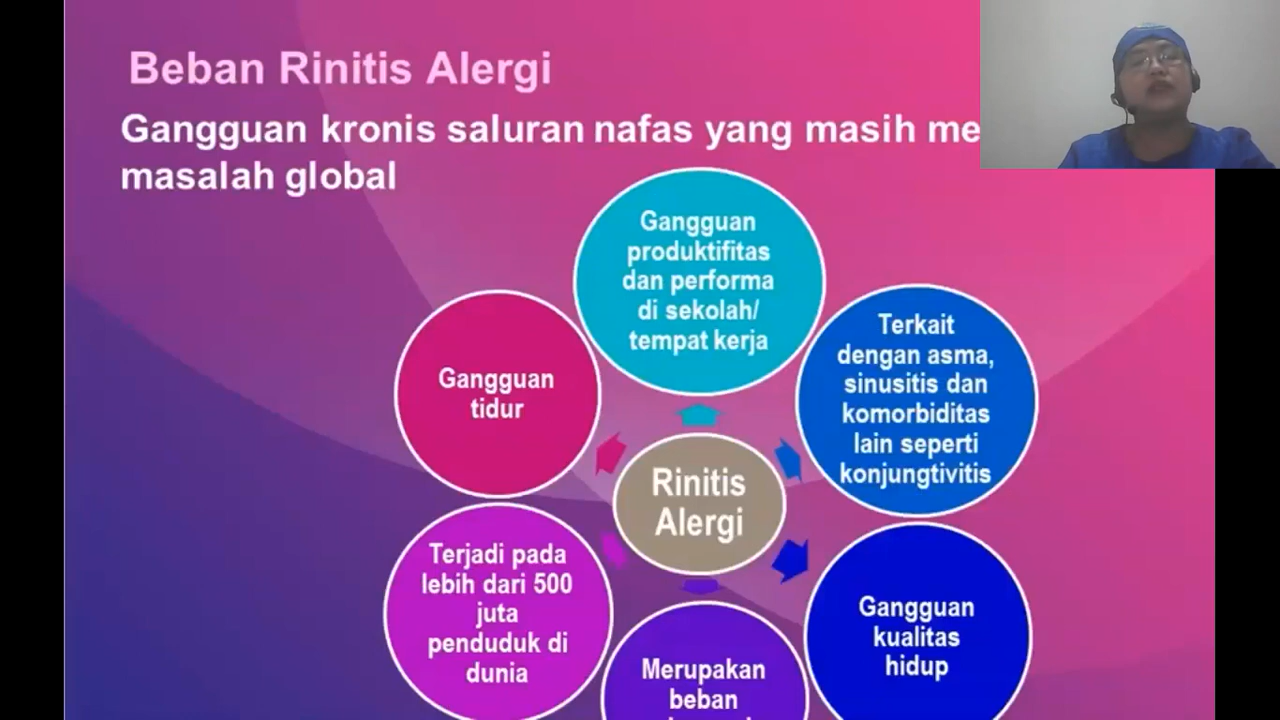 Beban Rinitis Alergi
Gangguan kronis saluran nafas yang masih
masalah global
Gangguan
produktifitas
dan performa
di sekolah/
tempat kerja
Terkait
dengan asma,
sinusitis dan
komorbiditas
lain seperti
konjungtivitis
Gangguan
kualitas
hidup
Merupakan
beban
Terjadi pada
lebih dari 500
juta
penduduk di
dunia
Gangguan
tidur
Rinitis
Alergi